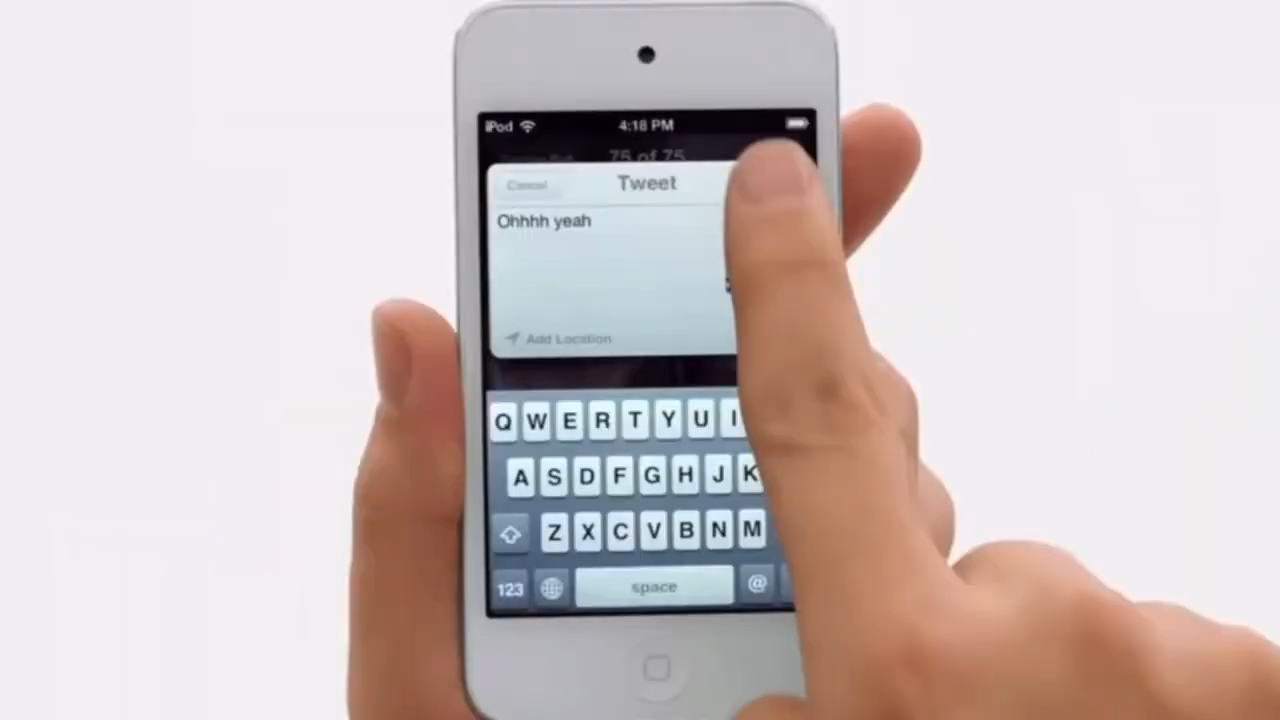 iPod 4:18 PM
75 of 75
Cancel Tweet
Ohhhh yeah
Add Location
Q W E R T Y U I
A S D F G H J K
Z X C V B N M
123 space @